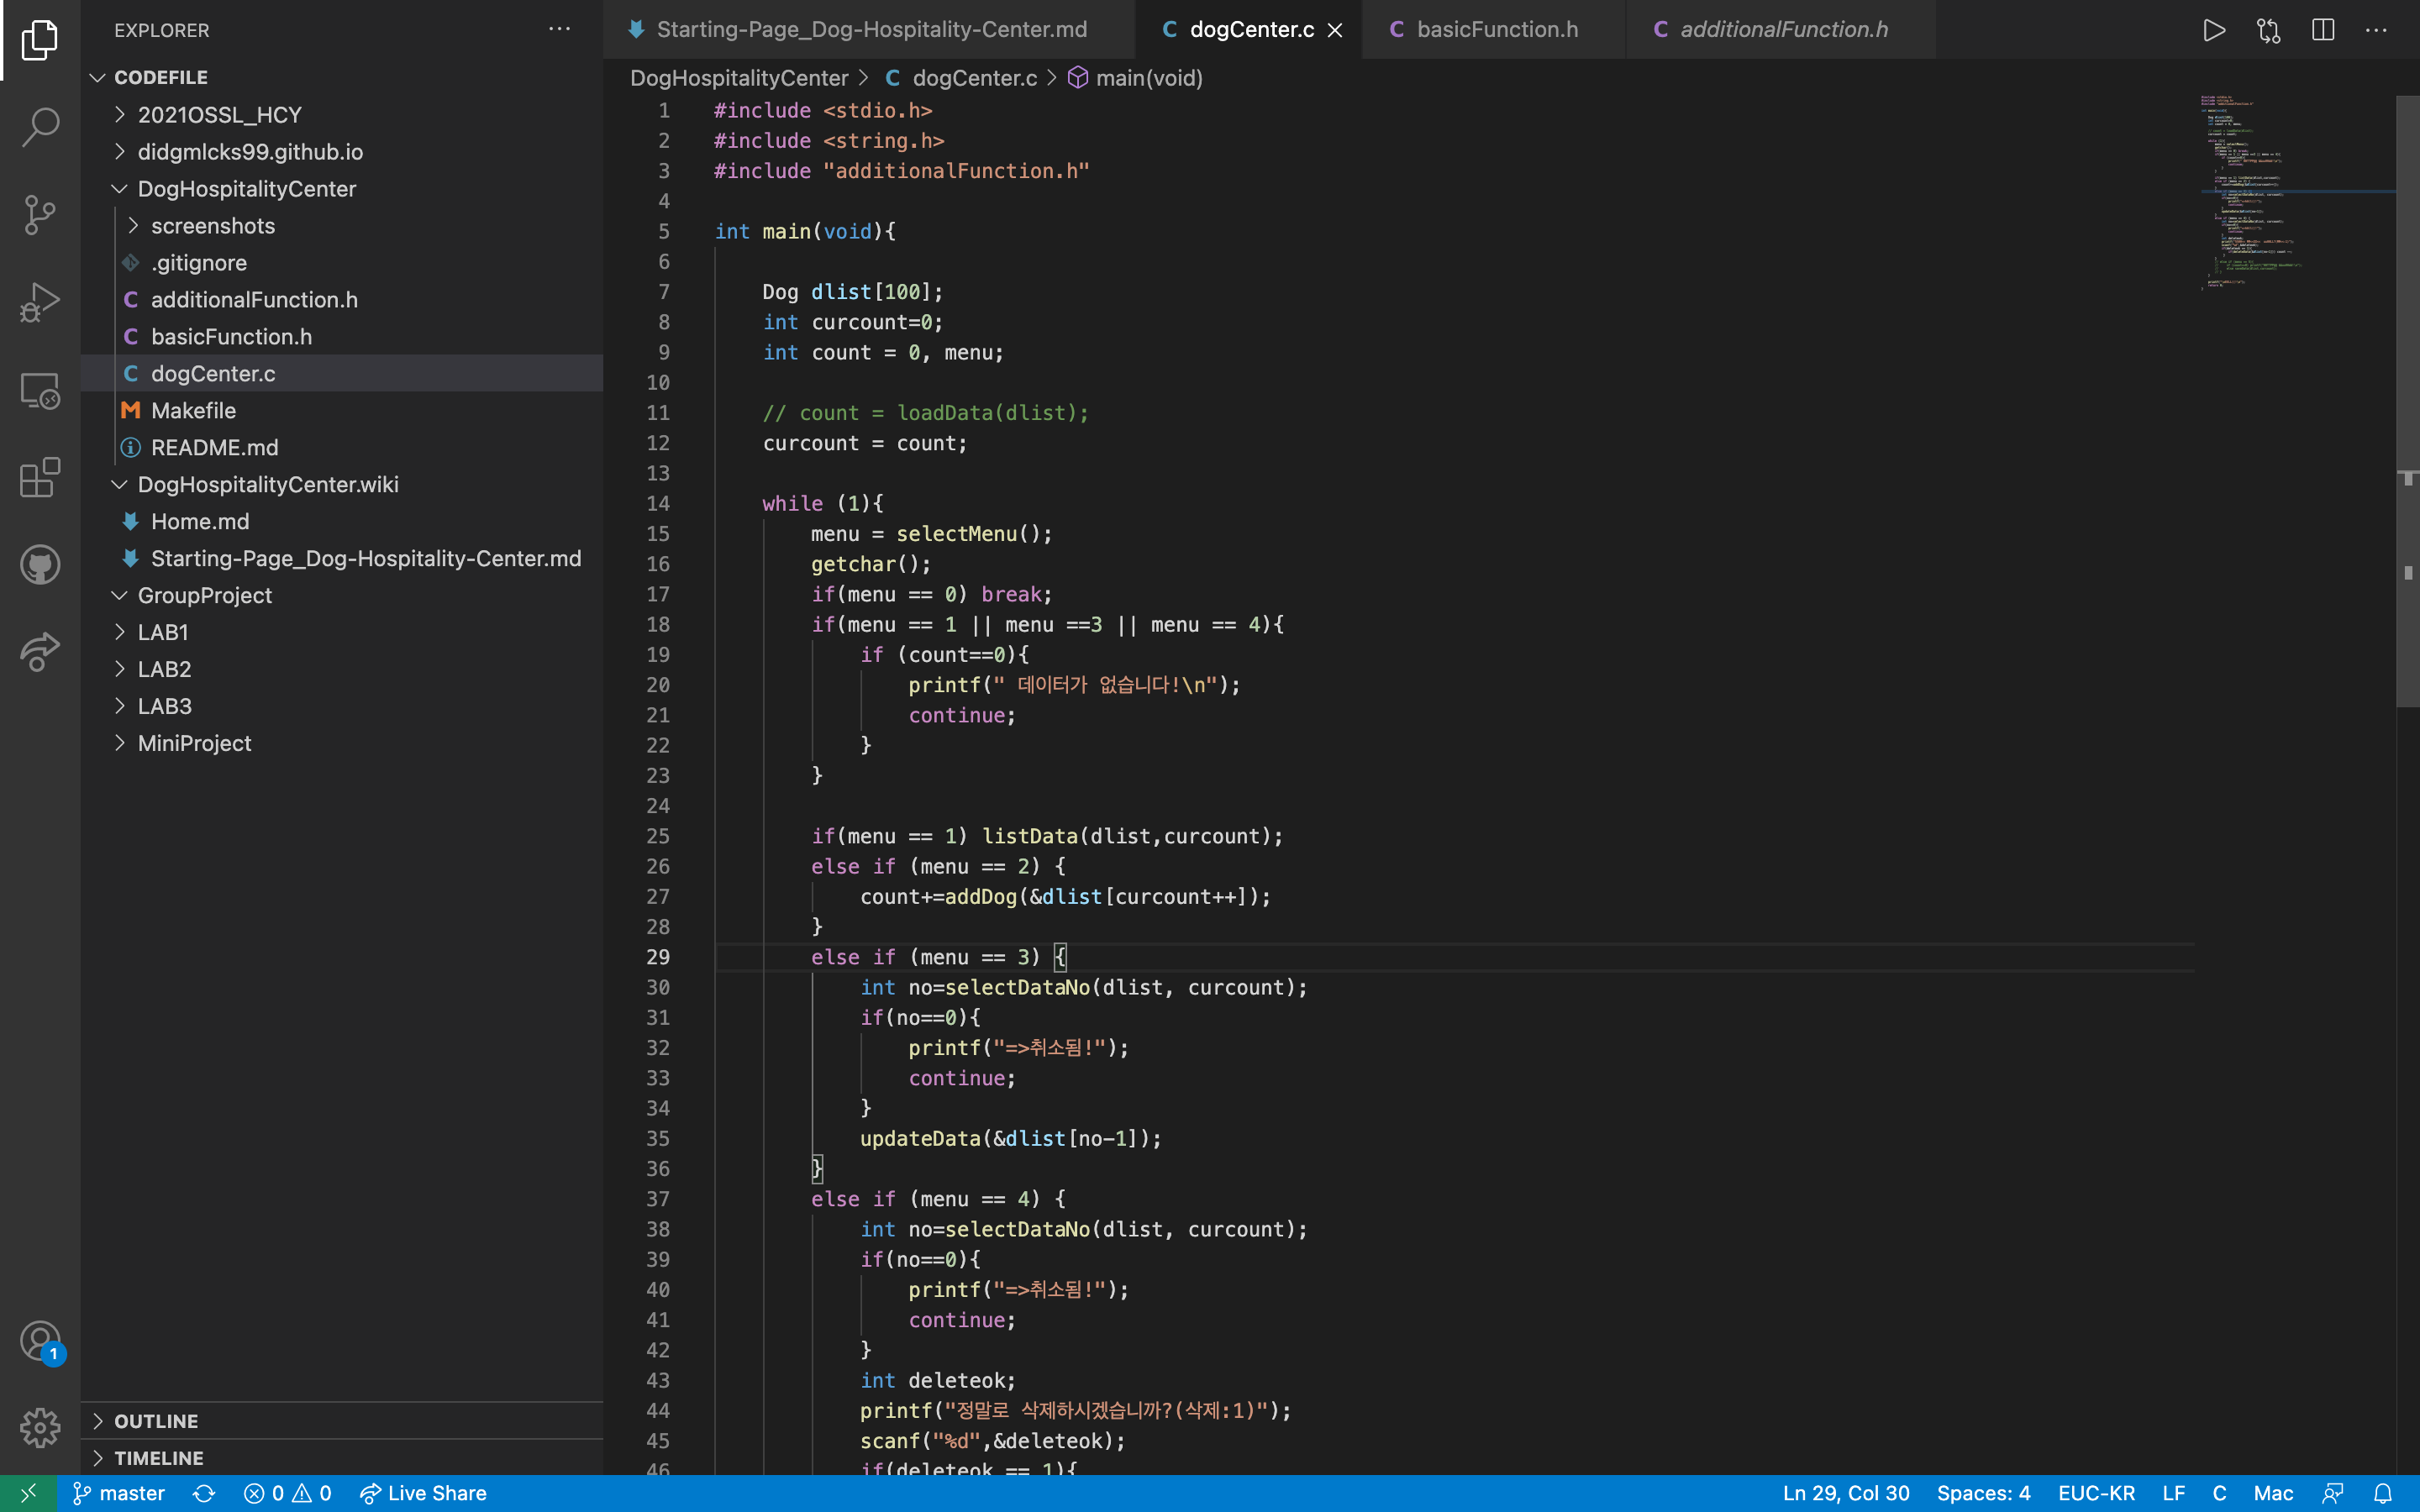 EXPLORER
CODEFILE
2021OSSL_HCY
didgmlcks99.github.io
DogHospitalityCenter
screenshots
.gitignore
C additionalFunction.h
C basicFunction.h
C dogCenter.c
M Makefile
README.md
DogHospitalityCenter.wiki
Home.md
Starting-Page_Dog-Hospitality-Center.md
GroupProject
LAB1
LAB2
LAB3
MiniProject
OUTLINE
TIMELINE
Starting-Page_Dog-Hospitality-Center.md
C dogCenter.c
C basicFunction.h
C additionalFunction.h
DogHospitalityCenter > C dogCenter.c > main(void)
1 #include <stdio.h>
2 #include <string.h>
3 #include "additionalFunction.h"
4
5 int main(void){
6
7 Dog dlist[100];
8 int curcount=0;
9 int count = 0, menu;
10
11 // count = loadData(dlist);
12 curcount = count;
13
14 while (1){
15 menu = selectMenu();
16 getchar();
17 if(menu == 0) break;
18 if(menu == 1 || menu ==3 || menu == 4){
19 if (count==0){
20 printf(" 데이터가 없습니다!\n");
21 continue;
22 }
23 }
24
25 if(menu == 1) listData(dlist,curcount);
26 else if (menu == 2) {
27 count+=addDog(&dlist[curcount++]);
28 }
29 else if (menu == 3) {
30 int no=selectDataNo(dlist, curcount);
31 if(no==0){
32 printf("=>취소됨!");
33 continue;
34 }
35 updateData(&dlist[no-1]);
36 }
37 else if (menu == 4) {
38 int no=selectDataNo(dlist, curcount);
39 if(no==0){
40 printf("=>취소됨!");
41 continue;
42 }
43 int deleteok;
44 printf("정말로 삭제하시겠습니까?(삭제:1)");
45 scanf("%d",&deleteok);
46 if(deleteok == 1){
1
master 0 0 Live Share Ln 29, Col 30 Spaces: 4 EUC-KR LF C Mac